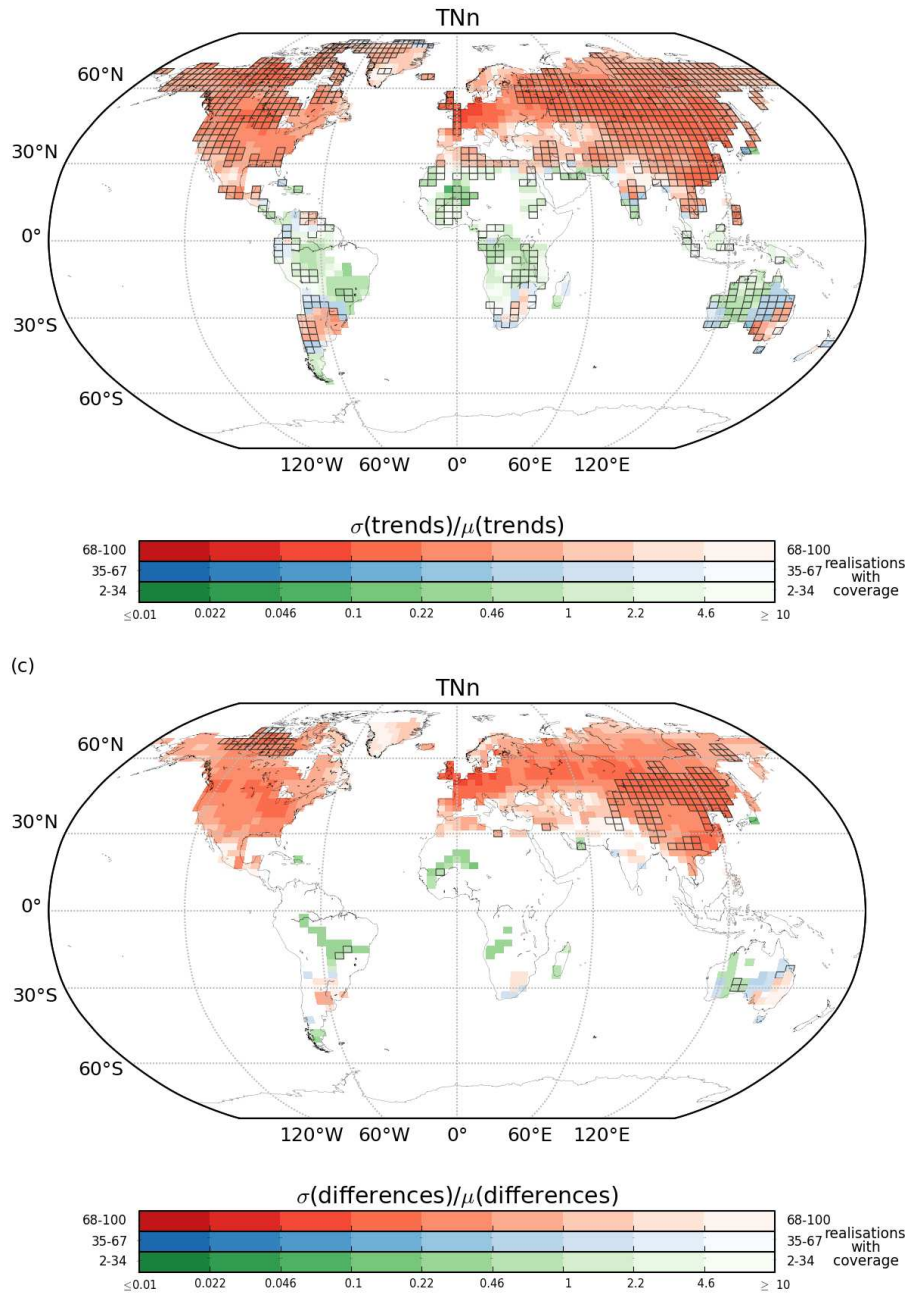 TNn
60°N
30°N
0°
30°S
60°S
120°W 60°W 0° 60°E 120°E
σ(trends)/μ(trends)
68-100 68-100
35-67 35-67
2-34 2-34
realisations
with
coverage
≤0.01 0.022 0.046 0.1 0.22 0.46 1 2.2 4.6 ≥ 10
(c)
TNn
60°N
30°N
0°
30°S
60°S
120°W 60°W 0° 60°E 120°E
σ(differences)/μ(differences)
68-100 68-100
35-67 35-67
2-34 2-34
realisations
with
coverage
≤0.01 0.022 0.046 0.1 0.22 0.46 1 2.2 4.6 ≥ 10